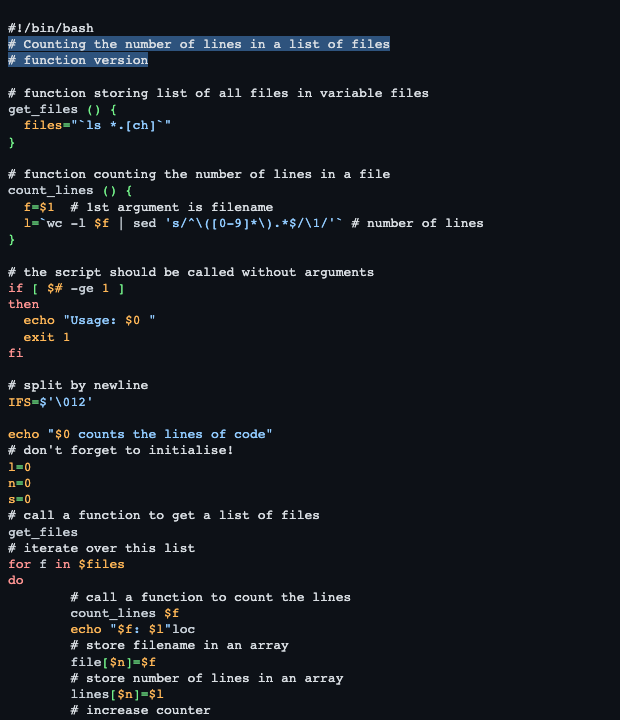 #!/bin/bash
# Counting the number of lines in a list of files
# function version
# function storing list of all files in variable files
get_files () {
files="`ls *.[ch]`"
}
# function counting the number of lines in a file
count_lines () {
f=$1 # 1st argument is filename
l=`wc -l $f | sed 's/^\([0-9]*\).*$/\1/'` # number of lines
}
# the script should be called without arguments
if [ $# -ge 1 ]
then
echo "Usage: $0 "
exit 1
fi
# split by newline
IFS=$'\012'
echo "$0 counts the lines of code"
# don't forget to initialise!
l=0
n=0
s=0
# call a function to get a list of files
get_files
# iterate over this list
for f in $files
do
# call a function to count the lines
count_lines $f
echo "$f: $l"loc
# store filename in an array
file[$n]=$f
# store number of lines in an array
lines[$n]=$l
# increase counter